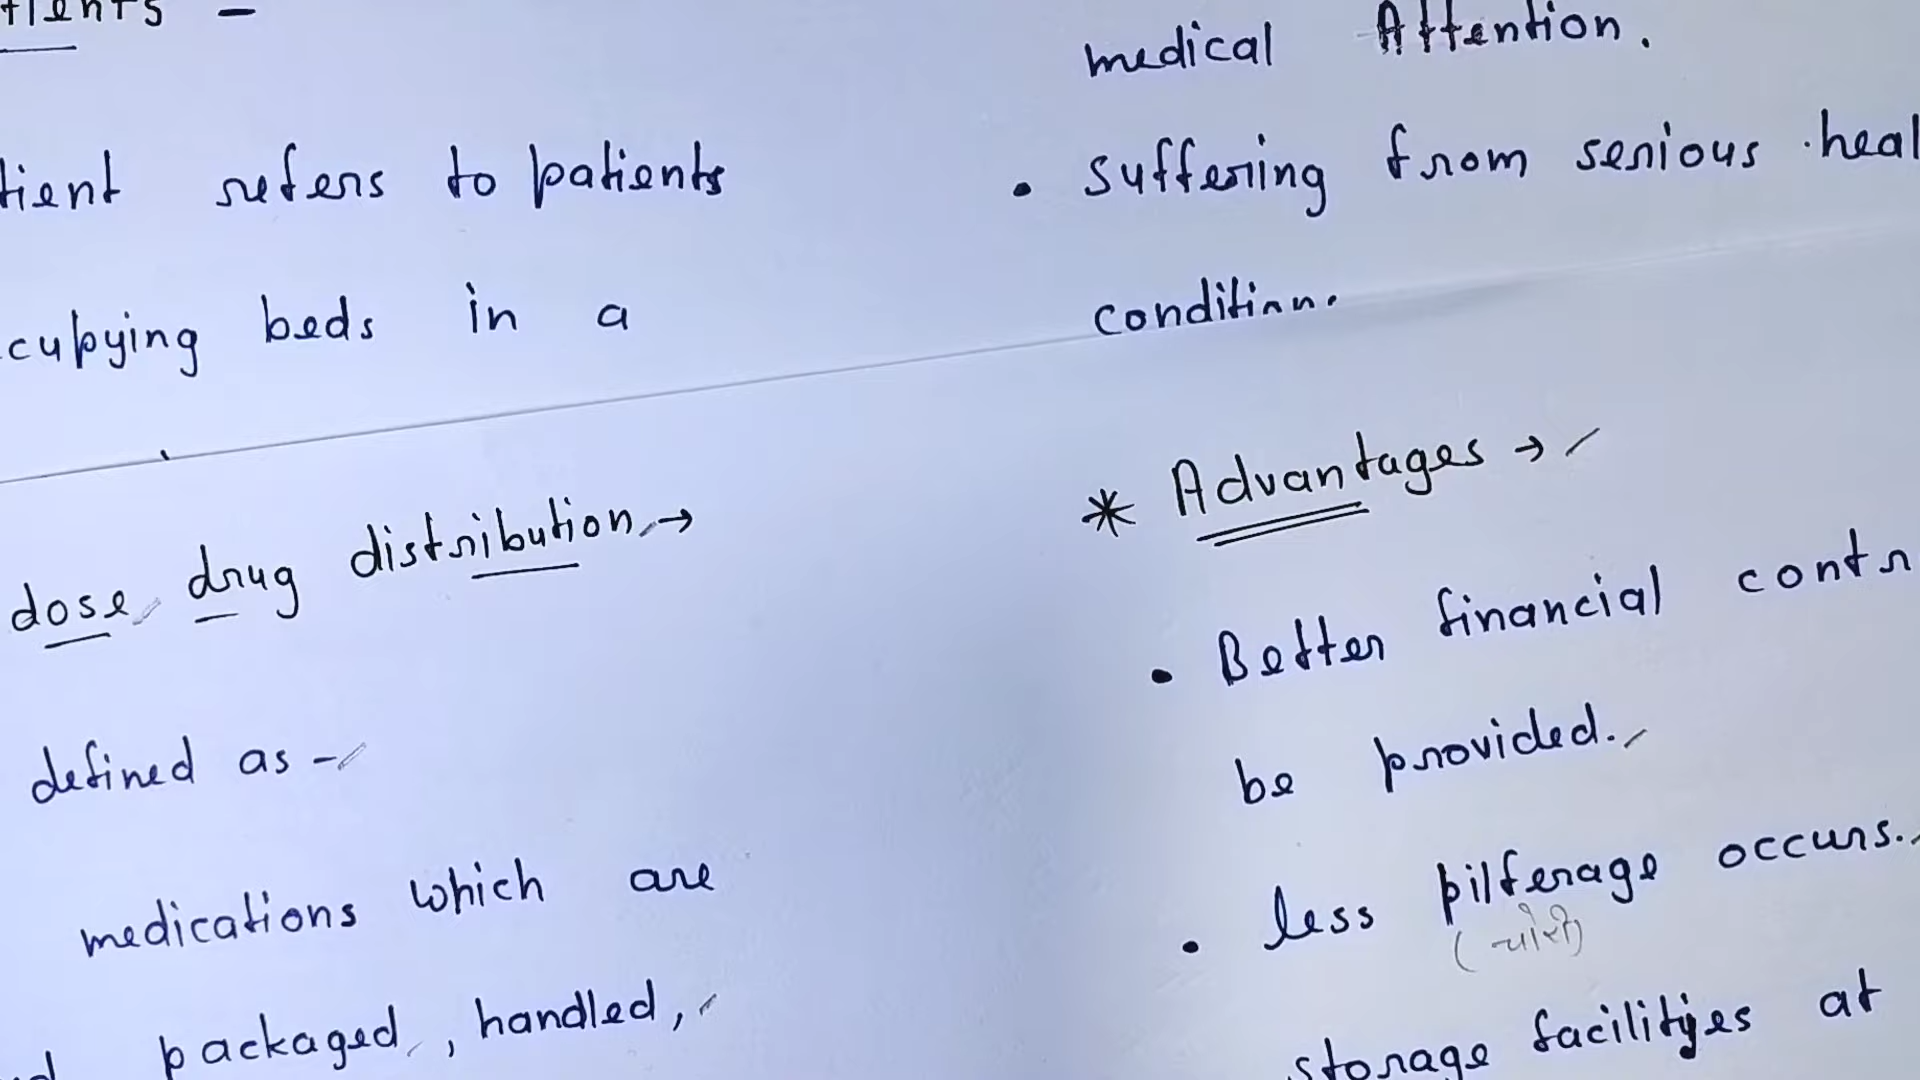 tients -
tient refers to patients
cupying beds in a
dose drug distribution →
defined as -
medications which are
packaged, handled,
medical Attention.
• suffering from serious heal
condition.
* Advantages →
• Better financial contr
be provided.
• less pilferage occurs.
(ચોરી)
storage facilities at